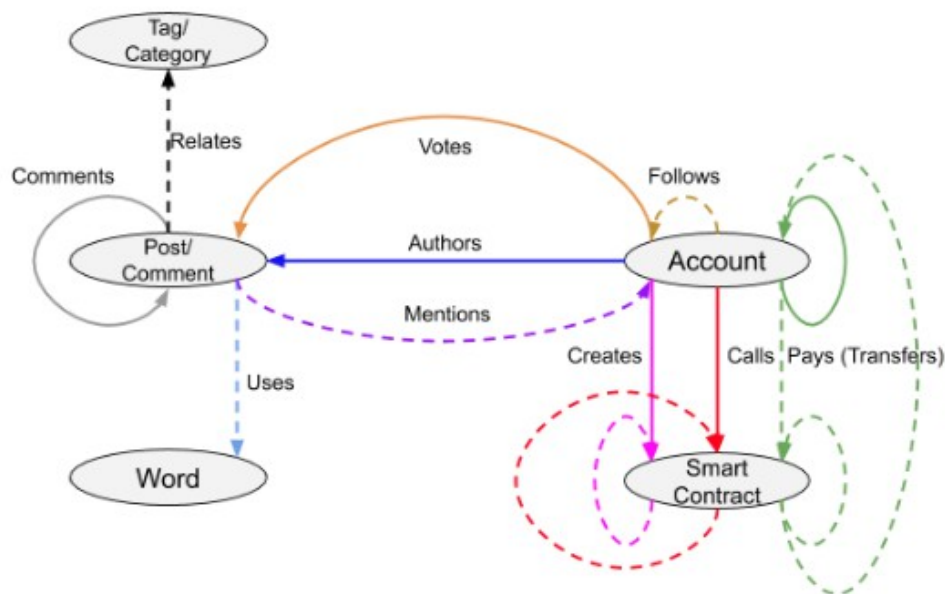 Tag/
Category
Relates
Votes
Comments
Follows
Post/
Comment
Authors
Account
Mentions
Creates
Calls
Pays (Transfers)
Uses
Word
Smart
Contract